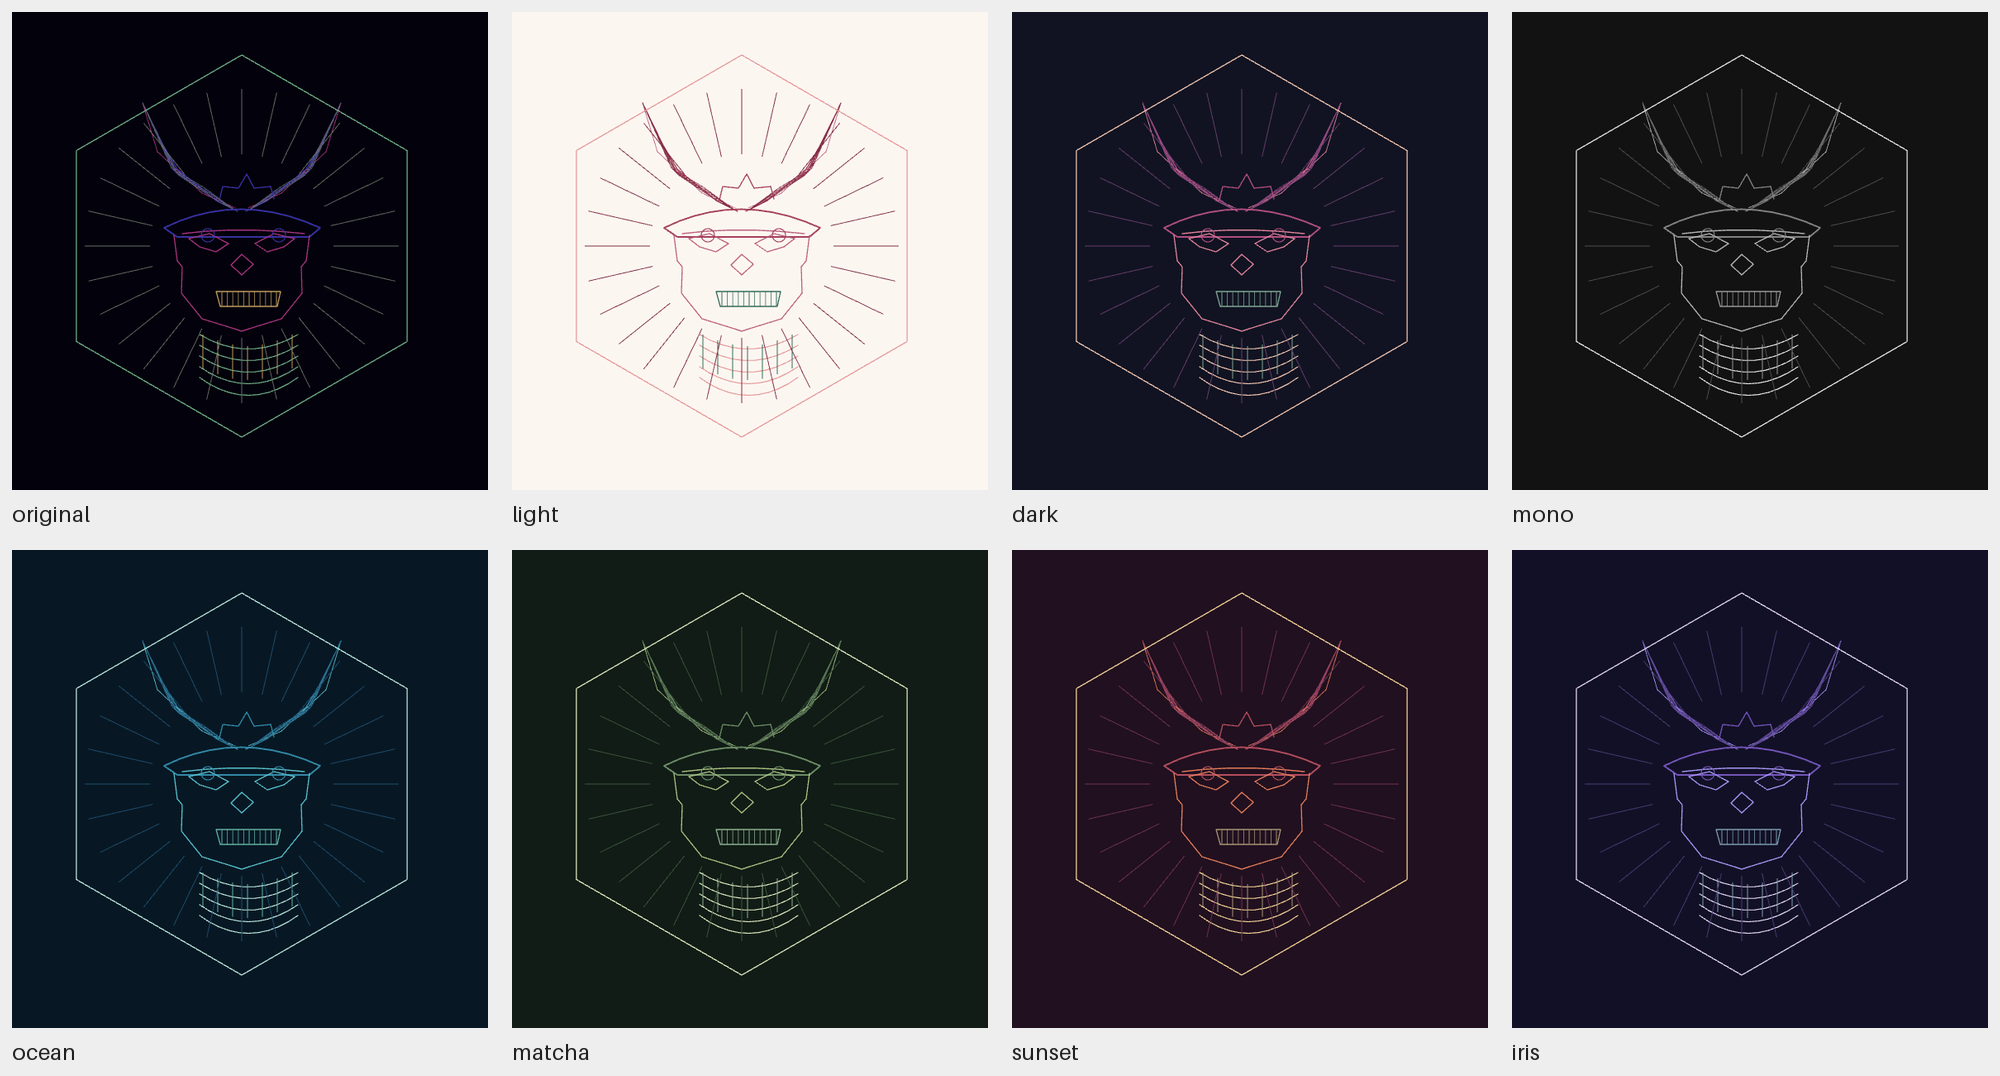 original
light
dark
mono
ocean
matcha
sunset
iris